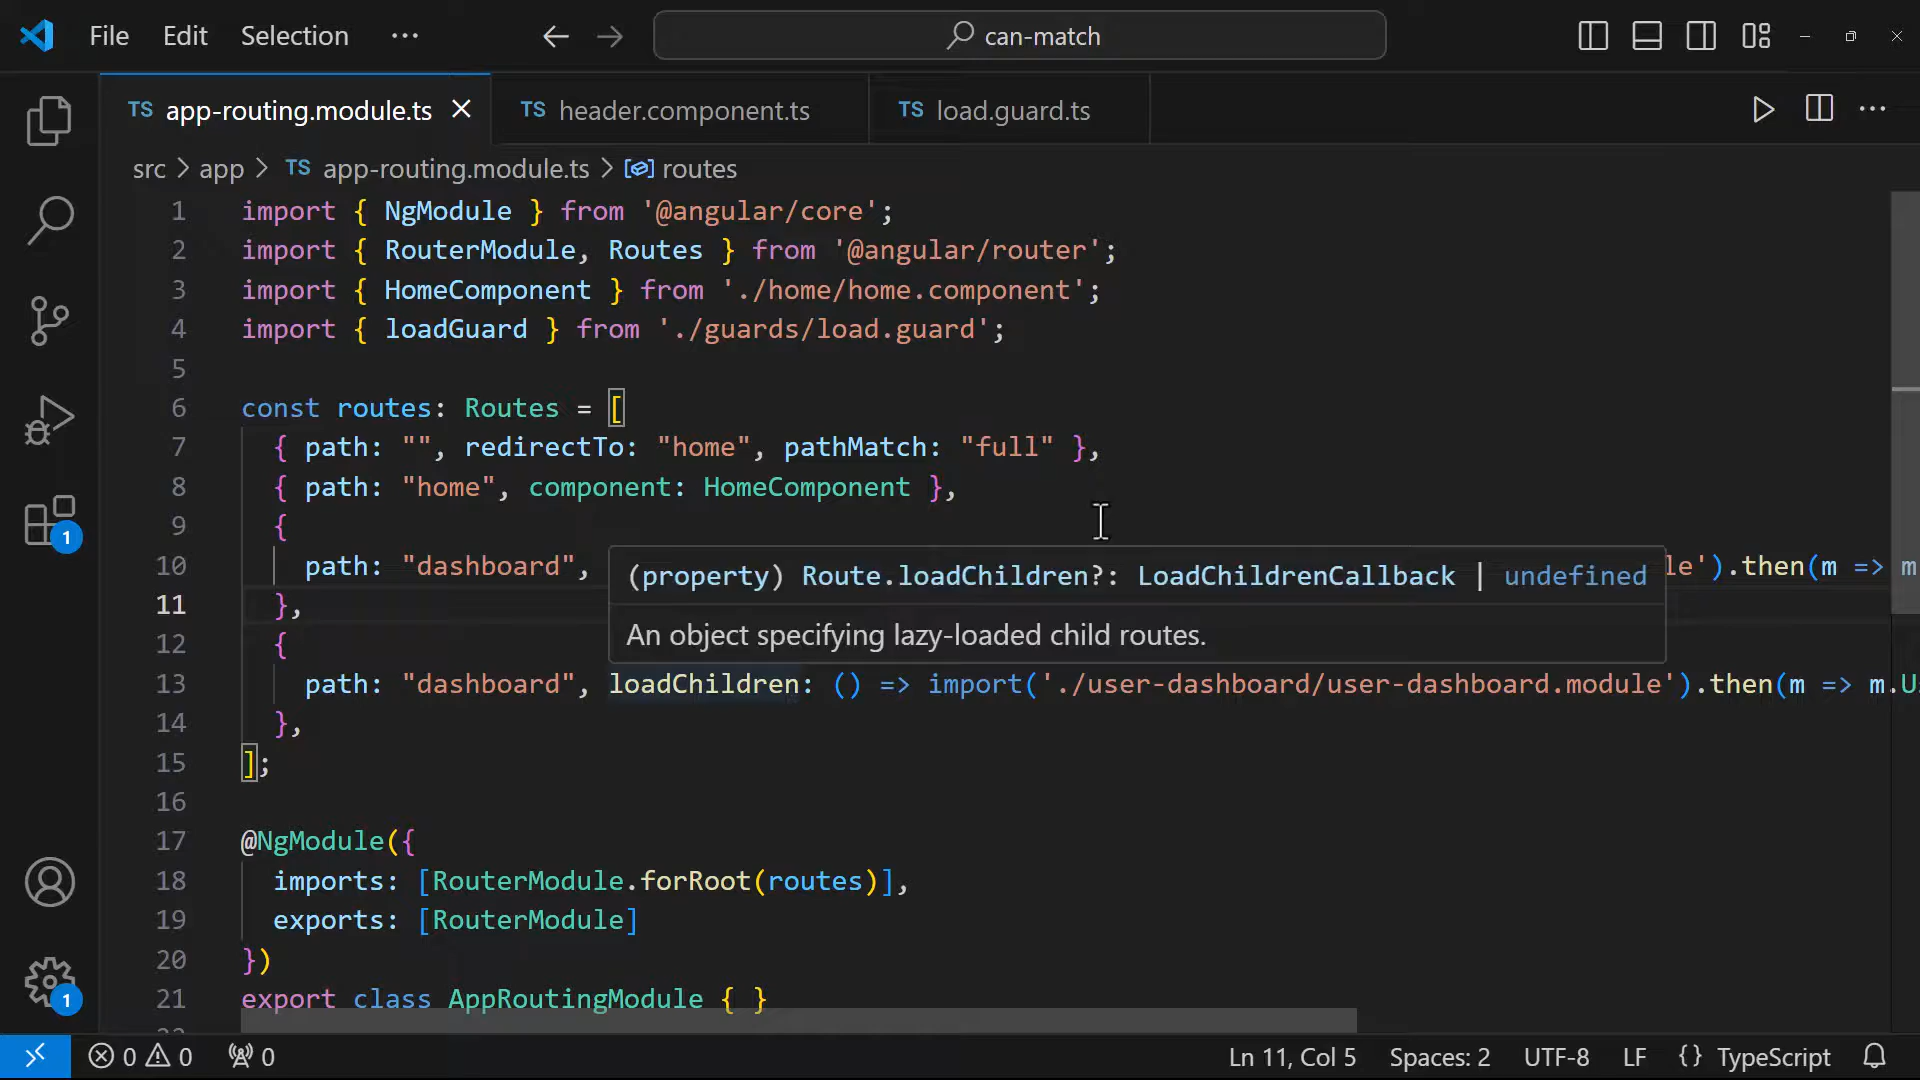 File Edit Selection ··· can-match
TS app-routing.module.ts TS header.component.ts TS load.guard.ts ···
src > app > TS app-routing.module.ts > routes
1 import { NgModule } from '@angular/core';
2 import { RouterModule, Routes } from '@angular/router';
3 import { HomeComponent } from './home/home.component';
4 import { loadGuard } from './guards/load.guard';
5
6 const routes: Routes = [
7 { path: "", redirectTo: "home", pathMatch: "full" },
8 { path: "home", component: HomeComponent },
9 {
10 path: "dashboard", le').then(m => m
(property) Route.loadChildren?: LoadChildrenCallback | undefined
11 },
An object specifying lazy-loaded child routes.
12 {
13 path: "dashboard", loadChildren: () => import('./user-dashboard/user-dashboard.module').then(m => m.U
14 },
15 ];
16
17 @NgModule({
18 imports: [RouterModule.forRoot(routes)],
19 exports: [RouterModule]
20 })
21 export class AppRoutingModule { }
1
1
0 0 0 Ln 11, Col 5 Spaces: 2 UTF-8 LF {} TypeScript